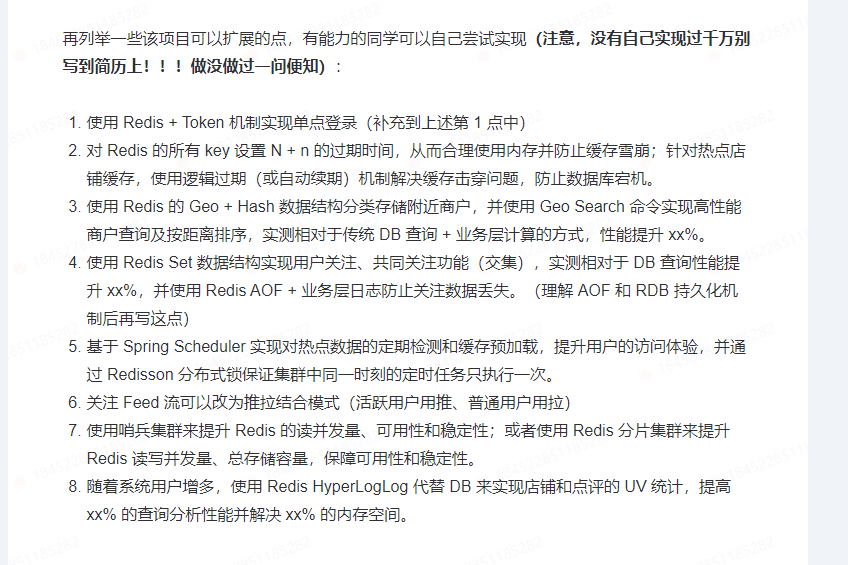 再列举一些该项目可以扩展的点，有能力的同学可以自己尝试实现（注意，没有自己实现过千万别
写到简历上！！！做没做过一问便知）:
1. 使用 Redis + Token 机制实现单点登录（补充到上述第 1 点中）
2. 对 Redis 的所有 key 设置 N + n 的过期时间，从而合理使用内存并防止缓存雪崩；针对热点店
铺缓存，使用逻辑过期（或自动续期）机制解决缓存击穿问题，防止数据库宕机。
3. 使用 Redis 的 Geo + Hash 数据结构分类存储附近商户，并使用 Geo Search 命令实现高性能
商户查询及按距离排序，实测相对于传统 DB 查询 + 业务层计算的方式，性能提升 xx%。
4. 使用 Redis Set 数据结构实现用户关注、共同关注功能（交集），实测相对于 DB 查询性能提
升 xx%，并使用 Redis AOF + 业务层日志防止关注数据丢失。（理解 AOF 和 RDB 持久化机
制后再写这点）
5. 基于 Spring Scheduler 实现对热点数据的定期检测和缓存预加载，提升用户的访问体验，并通
过 Redisson 分布式锁保证集群中同一时刻的定时任务只执行一次。
6. 关注 Feed 流可以改为推拉结合模式（活跃用户用推、普通用户用拉）
7. 使用哨兵集群来提升 Redis 的读并发量、可用性和稳定性；或者使用 Redis 分片集群来提升
Redis 读写并发量、总存储容量，保障可用性和稳定性。
8. 随着系统用户增多，使用 Redis HyperLogLog 代替 DB 来实现店铺和点评的 UV 统计，提高
xx% 的查询分析性能并解决 xx% 的内存空间。